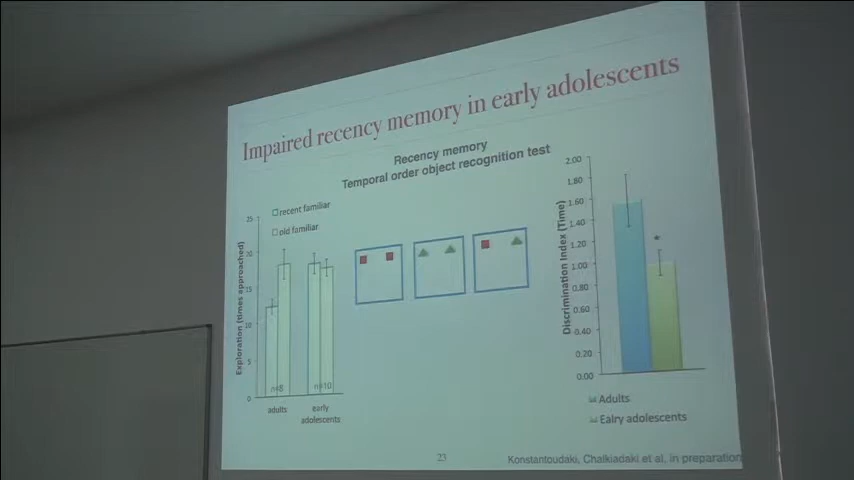 Impaired recency memory in early adolescents
Recency memory
Temporal order object recognition test
recent familiar
old familiar
Exploration (times approached)
25
20
15
10
5
0
n=8
n=10
adults
early
adolescents
Discrimination Index (Time)
2.00
1.80
1.60
1.40
1.20
1.00
0.80
0.60
0.40
0.20
0.00
*
Adults
Ealry adolescents
23
Konstantoudaki, Chalkiadaki et al, in preparation